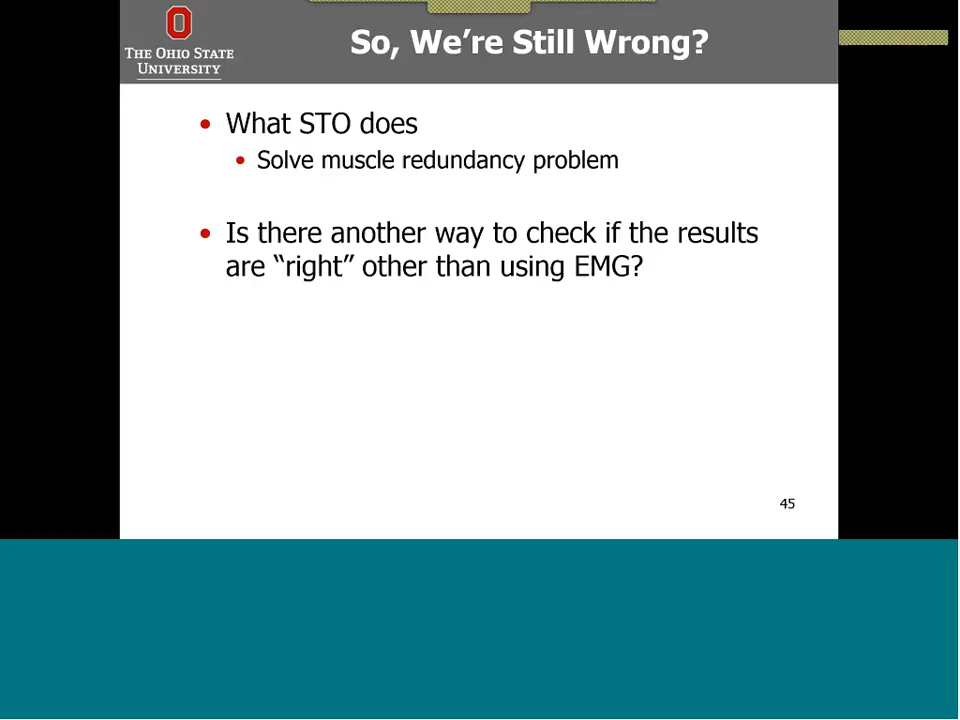 THE OHIO STATE
UNIVERSITY
So, We're Still Wrong?
• What STO does
• Solve muscle redundancy problem
• Is there another way to check if the results
are “right” other than using EMG?
45